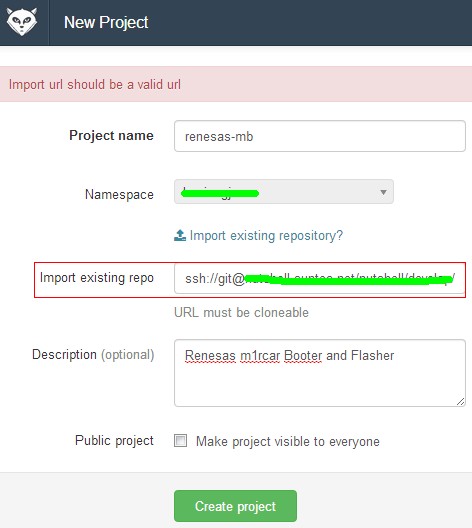 New Project
Import url should be a valid url
Project name renesas-mb
Namespace
Import existing repository?
Import existing repo ssh://git@
URL must be cloneable
Description (optional) Renesas m1rcar Booter and Flasher
Public project Make project visible to everyone
Create project